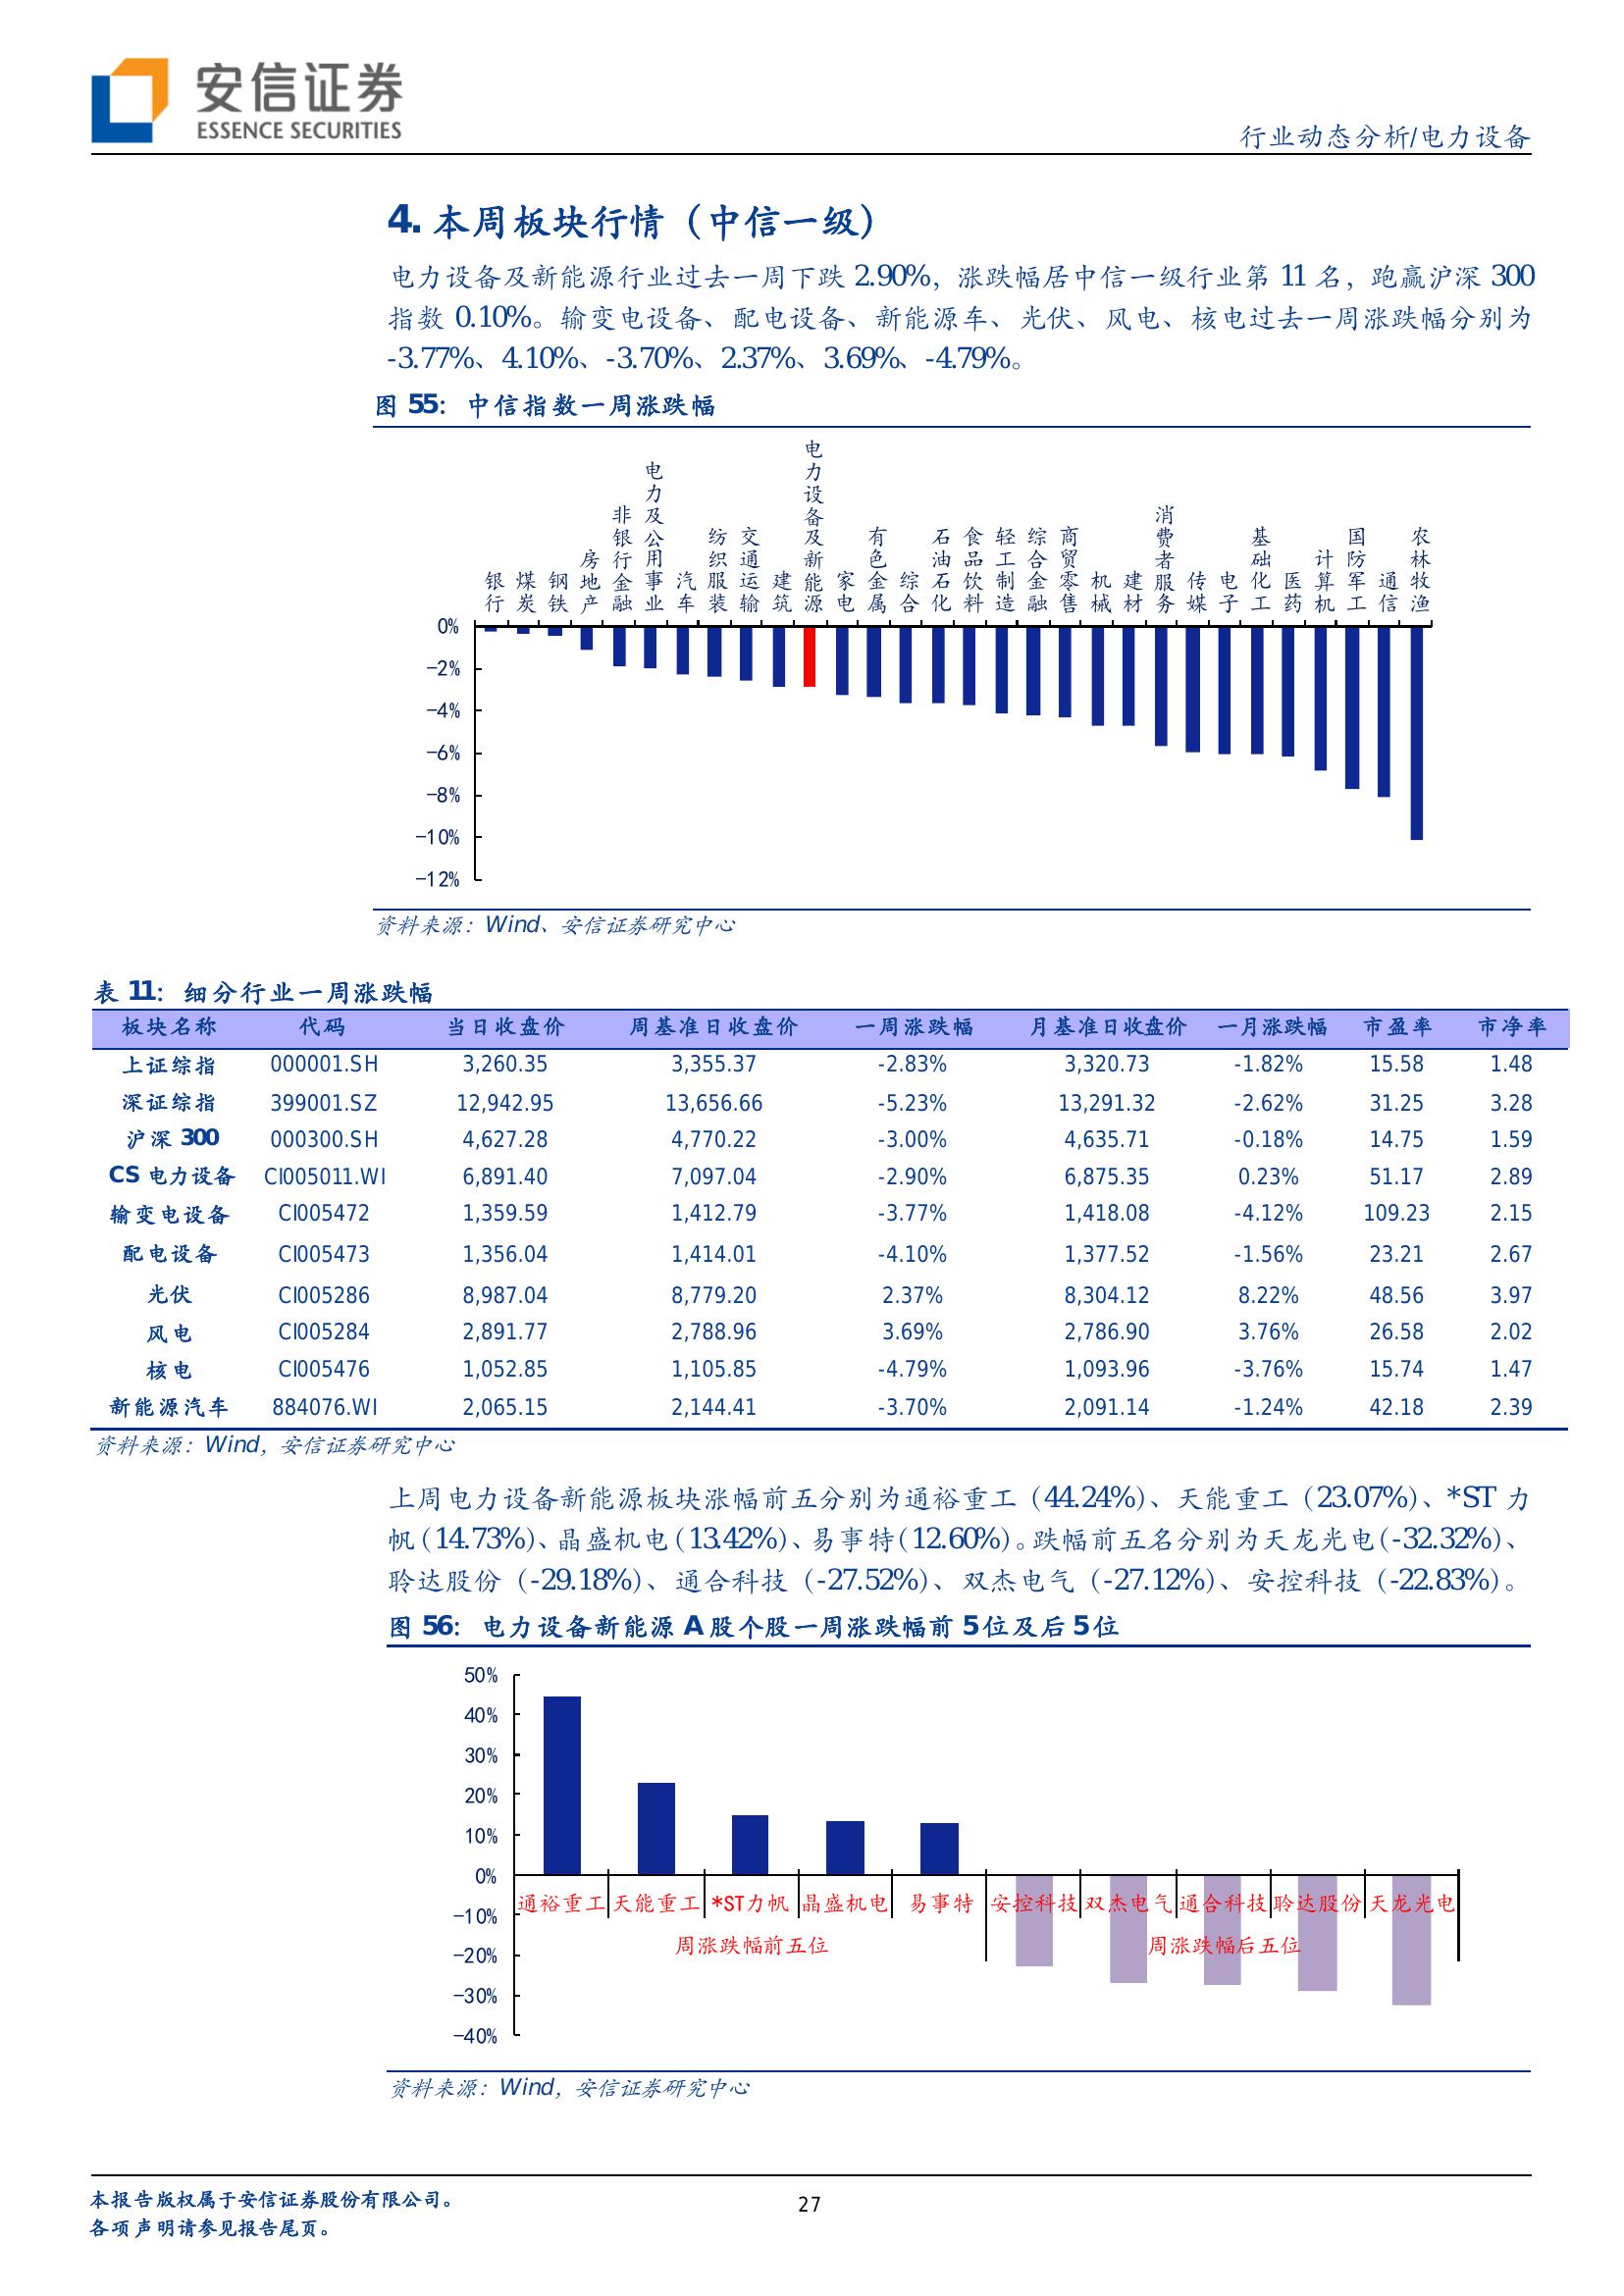 安信证券
ESSENCE SECURITIES
行业动态分析/电力设备
4. 本周板块行情（中信一级）
电力设备及新能源行业过去一周下跌 2.90%，涨跌幅居中信一级行业第 11 名，跑赢沪深 300
指数 0.10%。输变电设备、配电设备、新能源车、光伏、风电、核电过去一周涨跌幅分别为
-3.77%、4.10%、-3.70%、2.37%、3.69%、-4.79%。
图 55：中信指数一周涨跌幅
银行 煤炭 钢铁 房地产 非银行金融 电力及公用事业 汽车 纺织服装 交通运输 建筑 电力设备及新能源 家电 有色金属 综合 石油石化 食品饮料 轻工制造 综合金融 商贸零售 机械 建材 消费者服务 传媒 电子 基础化工 医药 计算机 国防军工 通信 农林牧渔
0%
-2%
-4%
-6%
-8%
-10%
-12%
资料来源：Wind、安信证券研究中心
表 11：细分行业一周涨跌幅
板块名称 代码 当日收盘价 周基准日收盘价 一周涨跌幅 月基准日收盘价 一月涨跌幅 市盈率 市净率
上证综指 000001.SH 3,260.35 3,355.37 -2.83% 3,320.73 -1.82% 15.58 1.48
深证综指 399001.SZ 12,942.95 13,656.66 -5.23% 13,291.32 -2.62% 31.25 3.28
沪深 300 000300.SH 4,627.28 4,770.22 -3.00% 4,635.71 -0.18% 14.75 1.59
CS 电力设备 CI005011.WI 6,891.40 7,097.04 -2.90% 6,875.35 0.23% 51.17 2.89
输变电设备 CI005472 1,359.59 1,412.79 -3.77% 1,418.08 -4.12% 109.23 2.15
配电设备 CI005473 1,356.04 1,414.01 -4.10% 1,377.52 -1.56% 23.21 2.67
光伏 CI005286 8,987.04 8,779.20 2.37% 8,304.12 8.22% 48.56 3.97
风电 CI005284 2,891.77 2,788.96 3.69% 2,786.90 3.76% 26.58 2.02
核电 CI005476 1,052.85 1,105.85 -4.79% 1,093.96 -3.76% 15.74 1.47
新能源汽车 884076.WI 2,065.15 2,144.41 -3.70% 2,091.14 -1.24% 42.18 2.39
资料来源：Wind，安信证券研究中心
上周电力设备新能源板块涨幅前五分别为通裕重工（44.24%）、天能重工（23.07%）、*ST 力
帆（14.73%）、晶盛机电（13.42%）、易事特（12.60%）。跌幅前五名分别为天龙光电（-32.32%）、
聆达股份（-29.18%）、通合科技（-27.52%）、双杰电气（-27.12%）、安控科技（-22.83%）。
图 56：电力设备新能源 A 股个股一周涨跌幅前 5 位及后 5 位
50%
40%
30%
20%
10%
0%
-10%
-20%
-30%
-40%
通裕重工 天能重工 *ST力帆 晶盛机电 易事特 安控科技 双杰电气 通合科技 聆达股份 天龙光电
周涨跌幅前五位 周涨跌幅后五位
资料来源：Wind，安信证券研究中心
本报告版权属于安信证券股份有限公司。
各项声明请参见报告尾页。
27